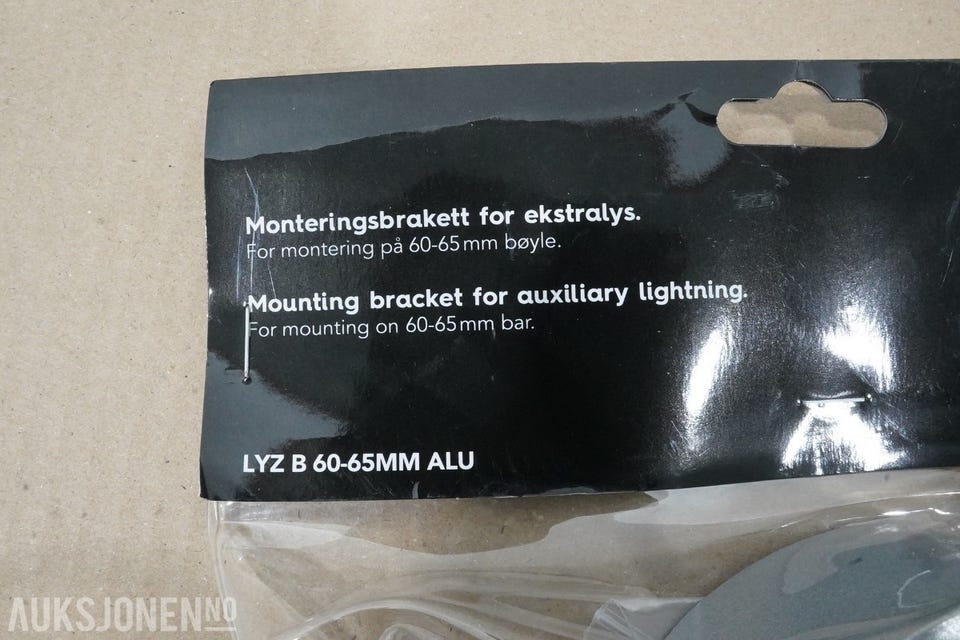 Monteringsbrakett for ekstralys.
For montering på 60-65mm bøyle.
Mounting bracket for auxiliary lightning.
For mounting on 60-65mm bar.
LYZ B 60-65MM ALU
AUKSJONEN NO